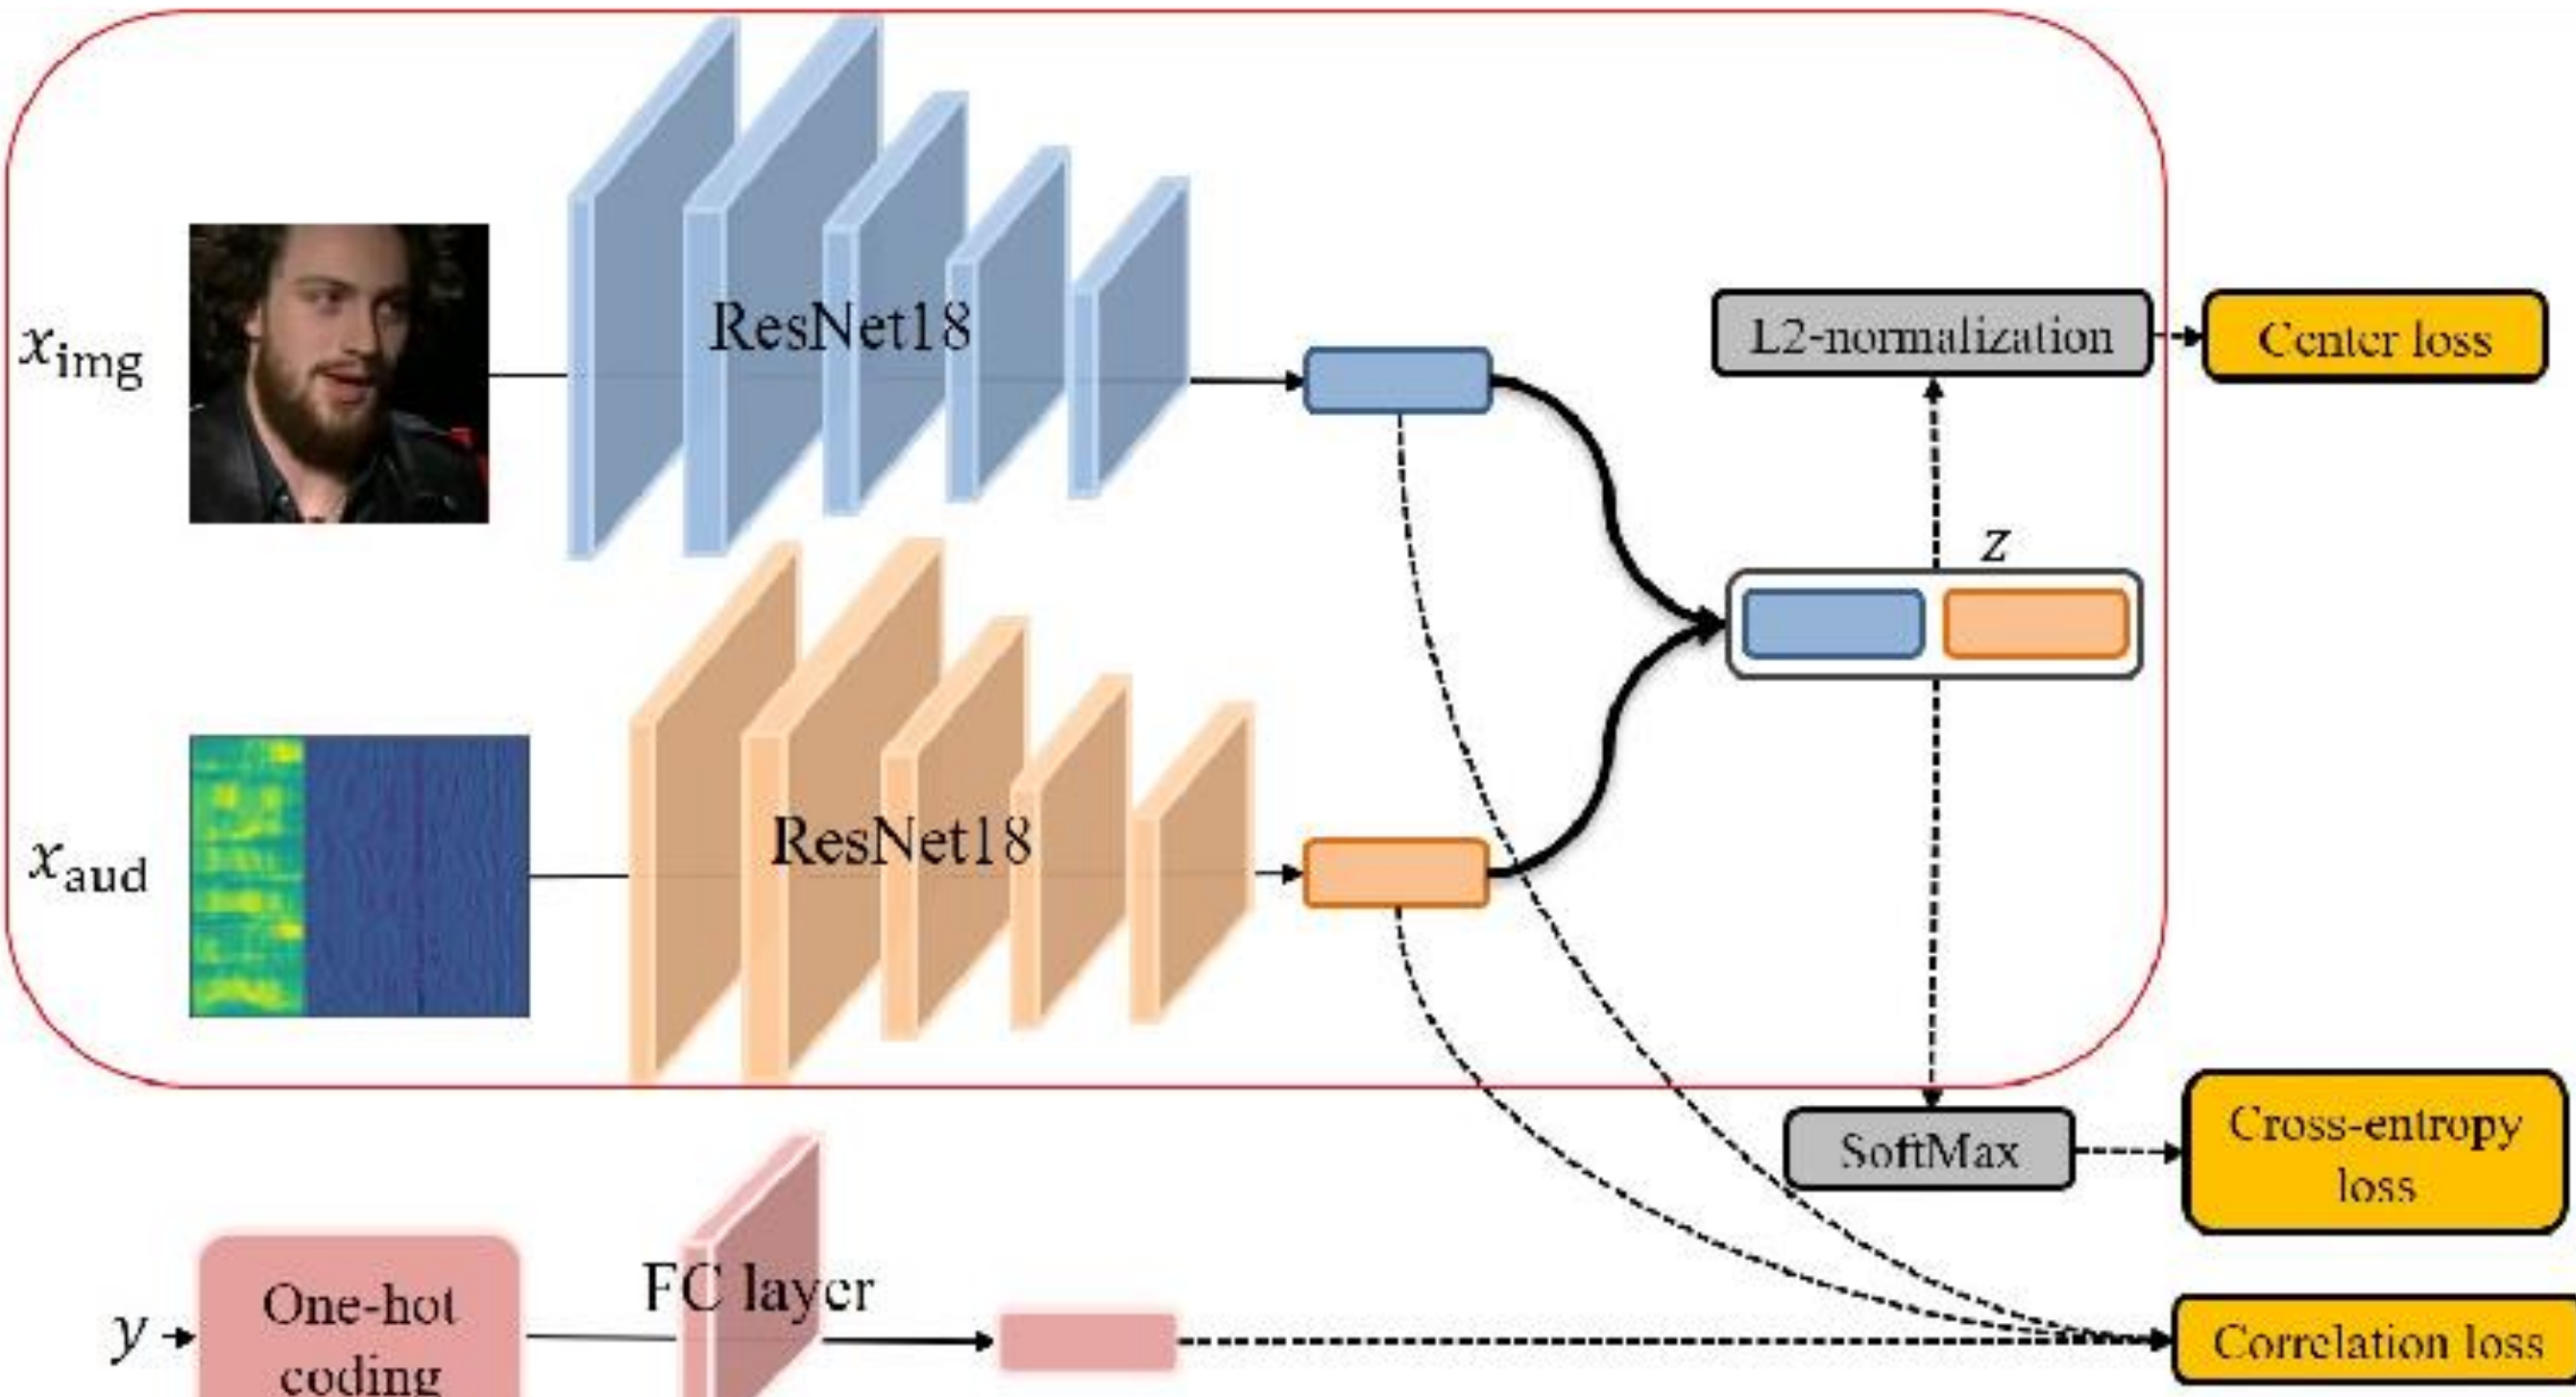 ResNet18
x_img
L2-normalization
Center loss
z
ResNet18
x_aud
SoftMax
Cross-entropy
loss
FC layer
One-hot
coding
y
Correlation loss